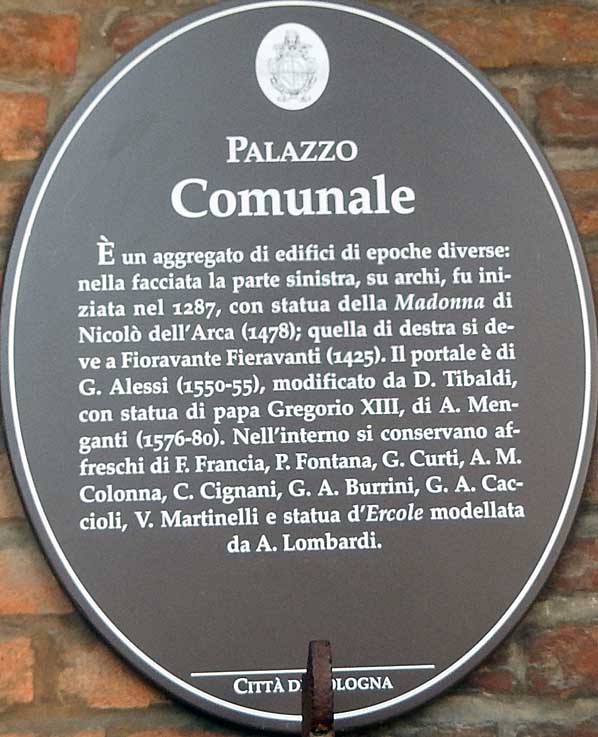 PALAZZO
Comunale
È un aggregato di edifici di epoche diverse:
nella facciata la parte sinistra, su archi, fu ini-
ziata nel 1287, con statua della Madonna di
Nicolò dell'Arca (1478); quella di destra si de-
ve a Fioravante Fieravanti (1425). Il portale è di
G. Alessi (1550-55), modificato da D. Tibaldi,
con statua di papa Gregorio XIII, di A. Men-
ganti (1576-80). Nell'interno si conservano af-
freschi di F. Francia, P. Fontana, G. Curti, A. M.
Colonna, C. Cignani, G. A. Burrini, G. A. Cac-
cioli, V. Martinelli e statua d'Ercole modellata
da A. Lombardi.
CITTÀ DI BOLOGNA